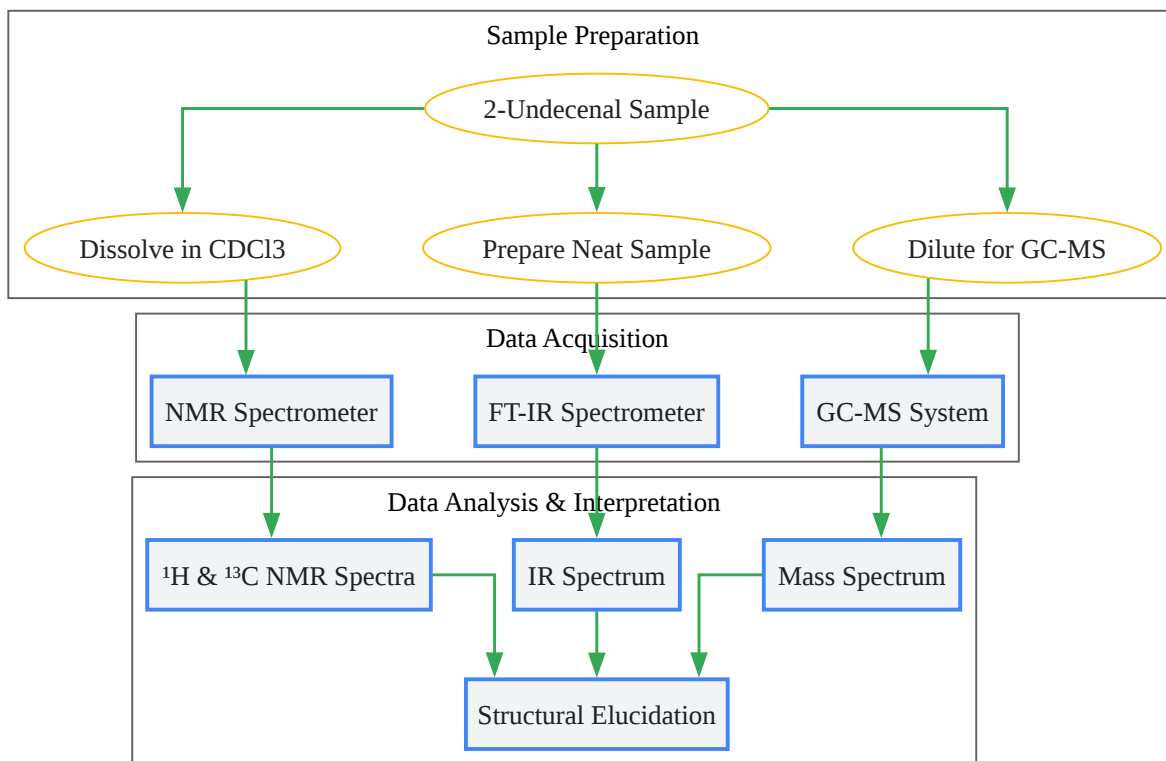 Sample Preparation
2-Undecenal Sample
Dissolve in CDCl3
Prepare Neat Sample
Dilute for GC-MS
Data Acquisition
NMR Spectrometer
FT-IR Spectrometer
GC-MS System
Data Analysis & Interpretation
¹H & ¹³C NMR Spectra
IR Spectrum
Mass Spectrum
Structural Elucidation